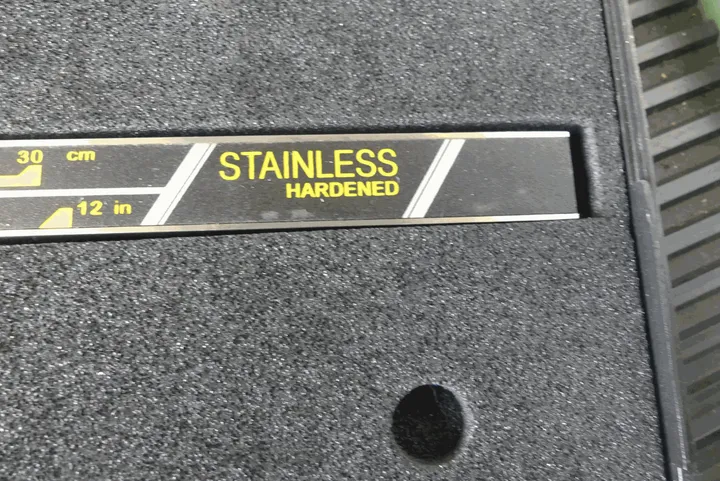 30 cm
12 in
STAINLESS
HARDENED